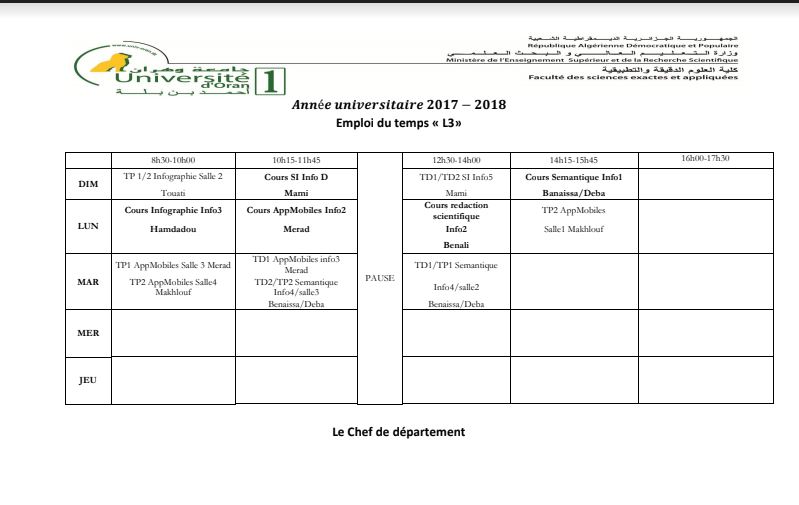 www.univ-oran1.dz
جامعة وهران
Université
d'Oran
1
أحمد بن بلة
الجمهورية الجزائرية الديمقراطية الشعبية
République Algérienne Démocratique et Populaire
وزارة التعليم العالي و البحث العلمي
Ministère de l'Enseignement Supérieur et de la Recherche Scientifique
كلية العلوم الدقيقة والتطبيقية
Faculté des sciences exactes et appliquées
Année universitaire 2017 – 2018
Emploi du temps « L3»
8h30-10h00 10h15-11h45 12h30-14h00 14h15-15h45 16h00-17h30
DIM
TP 1/2 Infographie Salle 2
Touati
Cours SI Info D
Mami
TD1/TD2 SI Info5
Mami
Cours Semantique Info1
Banaissa/Deba
LUN
Cours Infographie Info3
Hamdadou
Cours AppMobiles Info2
Merad
Cours redaction
scientifique
Info2
Benali
TP2 AppMobiles
Salle1 Makhlouf
MAR
TP1 AppMobiles Salle 3 Merad
TP2 AppMobiles Salle4
Makhlouf
TD1 AppMobiles info3
Merad
TD2/TP2 Semantique
Info4/salle3
Benaissa/Deba
PAUSE
TD1/TP1 Semantique
Info4/salle2
Benaissa/Deba
MER
JEU
Le Chef de département